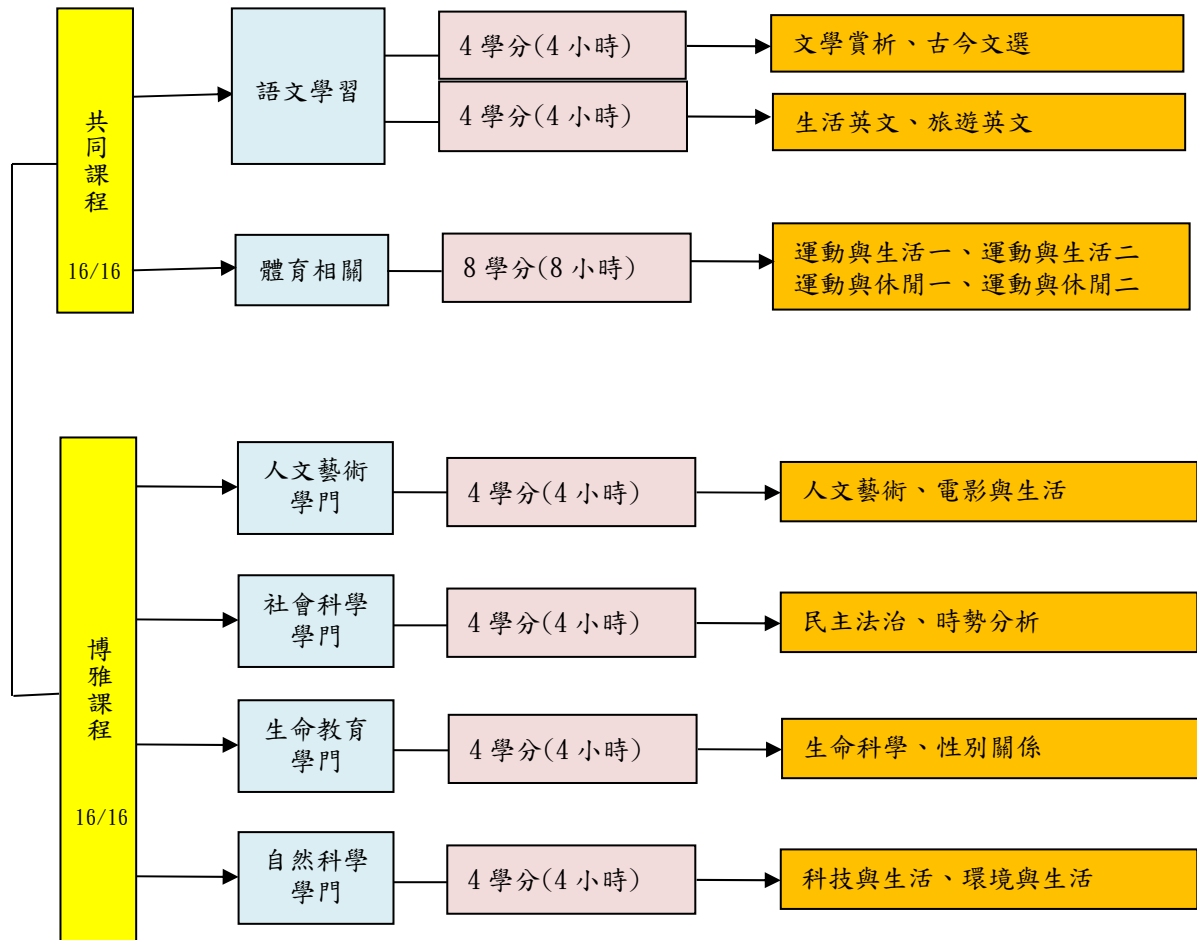 共同課程
16/16
語文學習
4 學分(4 小時)
文學賞析、古今文選
4 學分(4 小時)
生活英文、旅遊英文
體育相關
8 學分(8 小時)
運動與生活一、運動與生活二
運動與休閒一、運動與休閒二
博雅課程
16/16
人文藝術
學門
4 學分(4 小時)
人文藝術、電影與生活
社會科學
學門
4 學分(4 小時)
民主法治、時勢分析
生命教育
學門
4 學分(4 小時)
生命科學、性別關係
自然科學
學門
4 學分(4 小時)
科技與生活、環境與生活